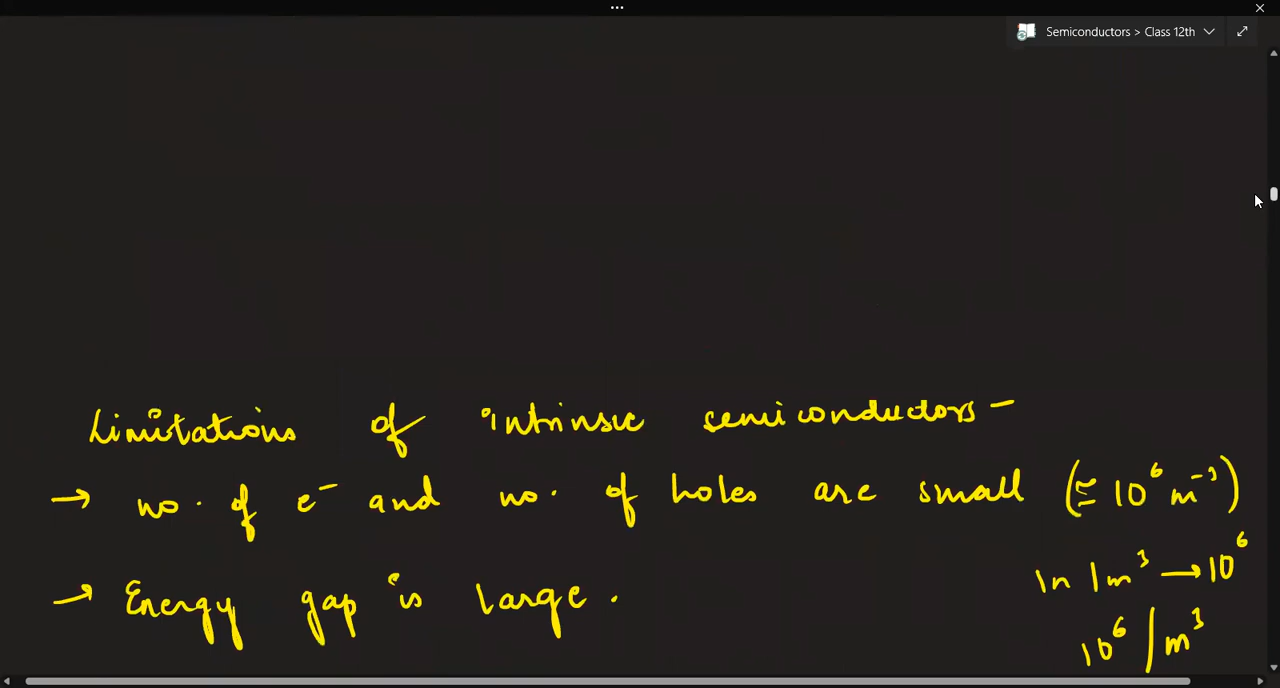 Semiconductors > Class 12th
Limitations of intrinsic semiconductors -
→ no. of e⁻ and no. of holes are small (≅ 10⁶ m⁻³)
In 1m³ → 10⁶
→ Energy gap is large.
10⁶ / m³